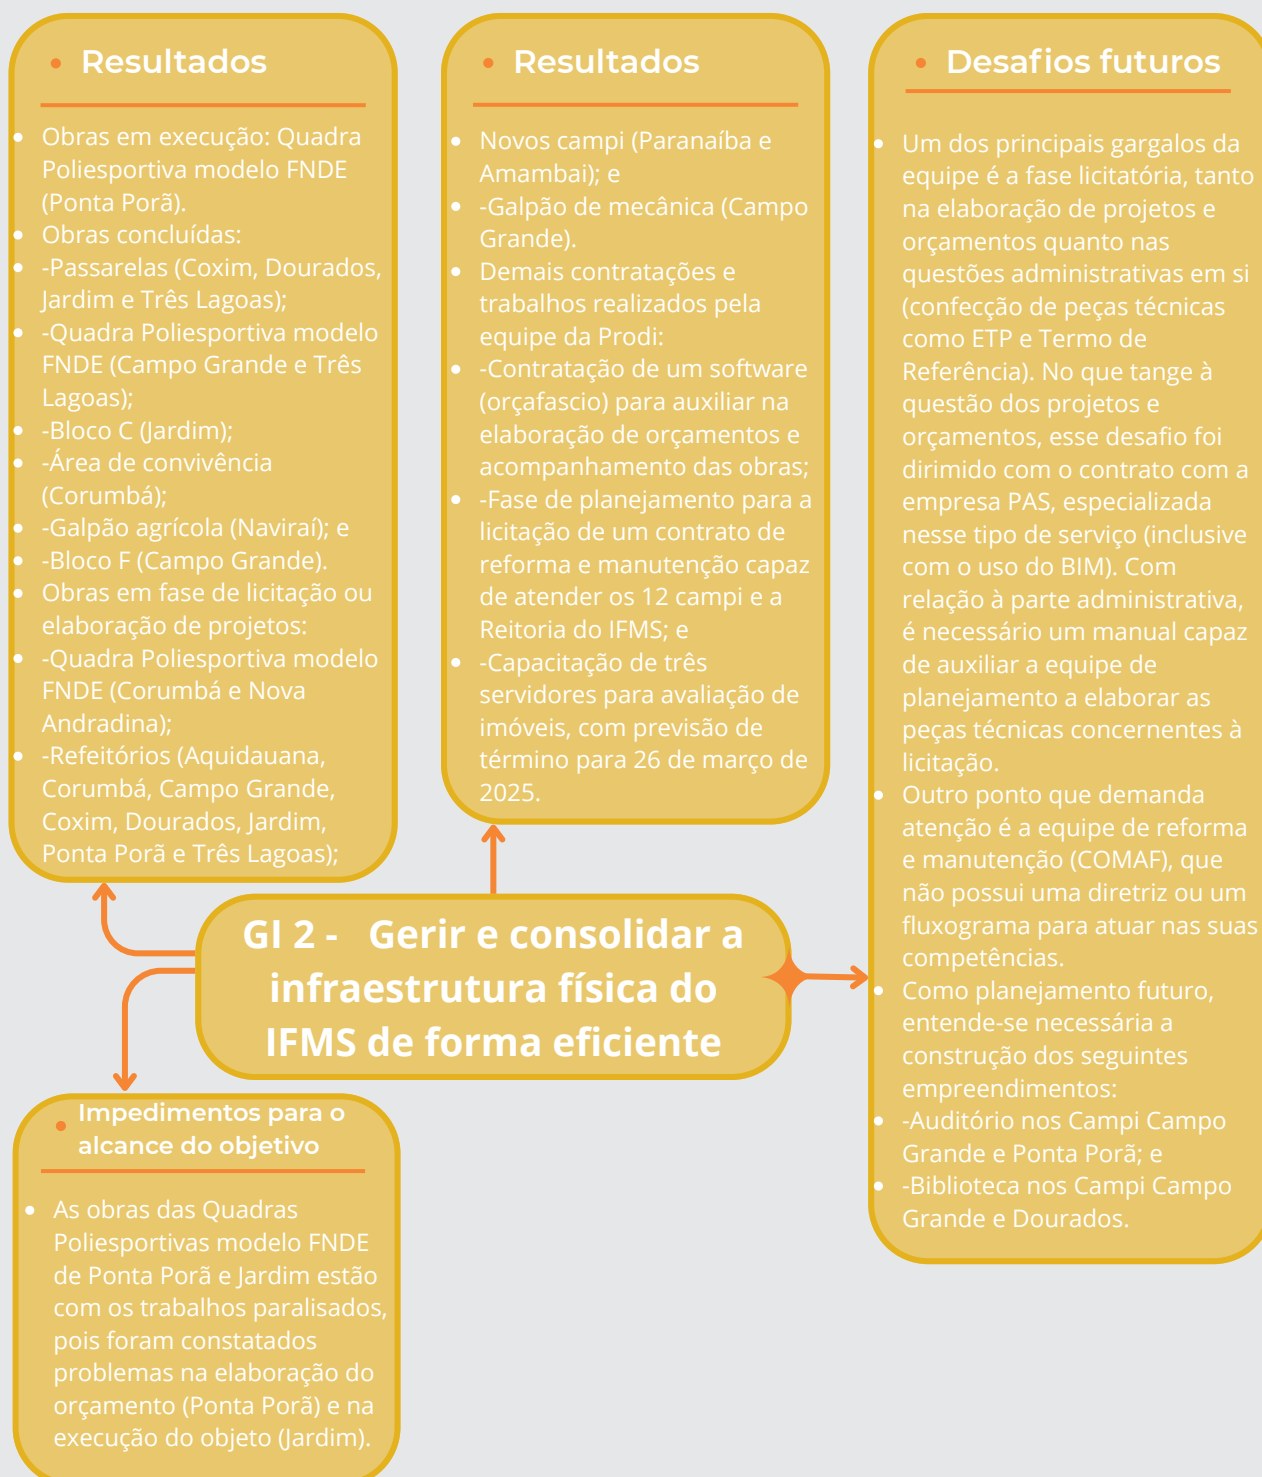 • Resultados
• Obras em execução: Quadra
Poliesportiva modelo FNDE
(Ponta Porã).
• Obras concluídas:
• -Passarelas (Coxim, Dourados,
Jardim e Três Lagoas);
• -Quadra Poliesportiva modelo
FNDE (Campo Grande e Três
Lagoas);
• -Bloco C (Jardim);
• -Área de convivência
(Corumbá);
• -Galpão agrícola (Naviraí); e
• -Bloco F (Campo Grande).
• Obras em fase de licitação ou
elaboração de projetos:
• -Quadra Poliesportiva modelo
FNDE (Corumbá e Nova
Andradina);
• -Refeitórios (Aquidauana,
Corumbá, Campo Grande,
Coxim, Dourados, Jardim,
Ponta Porã e Três Lagoas);
• Resultados
• Novos campi (Paranaíba e
Amambai); e
• -Galpão de mecânica (Campo
Grande).
• Demais contratações e
trabalhos realizados pela
equipe da Prodi:
• -Contratação de um software
(orçafascio) para auxiliar na
elaboração de orçamentos e
acompanhamento das obras;
• -Fase de planejamento para a
licitação de um contrato de
reforma e manutenção capaz
de atender os 12 campi e a
Reitoria do IFMS; e
• -Capacitação de três
servidores para avaliação de
imóveis, com previsão de
término para 26 de março de
2025.
• Desafios futuros
• Um dos principais gargalos da
equipe é a fase licitatória, tanto
na elaboração de projetos e
orçamentos quanto nas
questões administrativas em si
(confecção de peças técnicas
como ETP e Termo de
Referência). No que tange à
questão dos projetos e
orçamentos, esse desafio foi
dirimido com o contrato com a
empresa PAS, especializada
nesse tipo de serviço (inclusive
com o uso do BIM). Com
relação à parte administrativa,
é necessário um manual capaz
de auxiliar a equipe de
planejamento a elaborar as
peças técnicas concernentes à
licitação.
• Outro ponto que demanda
atenção é a equipe de reforma
e manutenção (COMAF), que
não possui uma diretriz ou um
fluxograma para atuar nas suas
competências.
• Como planejamento futuro,
entende-se necessária a
construção dos seguintes
empreendimentos:
• -Auditório nos Campi Campo
Grande e Ponta Porã; e
• -Biblioteca nos Campi Campo
Grande e Dourados.
GI 2 - Gerir e consolidar a
infraestrutura física do
IFMS de forma eficiente
• Impedimentos para o
alcance do objetivo
• As obras das Quadras
Poliesportivas modelo FNDE
de Ponta Porã e Jardim estão
com os trabalhos paralisados,
pois foram constatados
problemas na elaboração do
orçamento (Ponta Porã) e na
execução do objeto (Jardim).